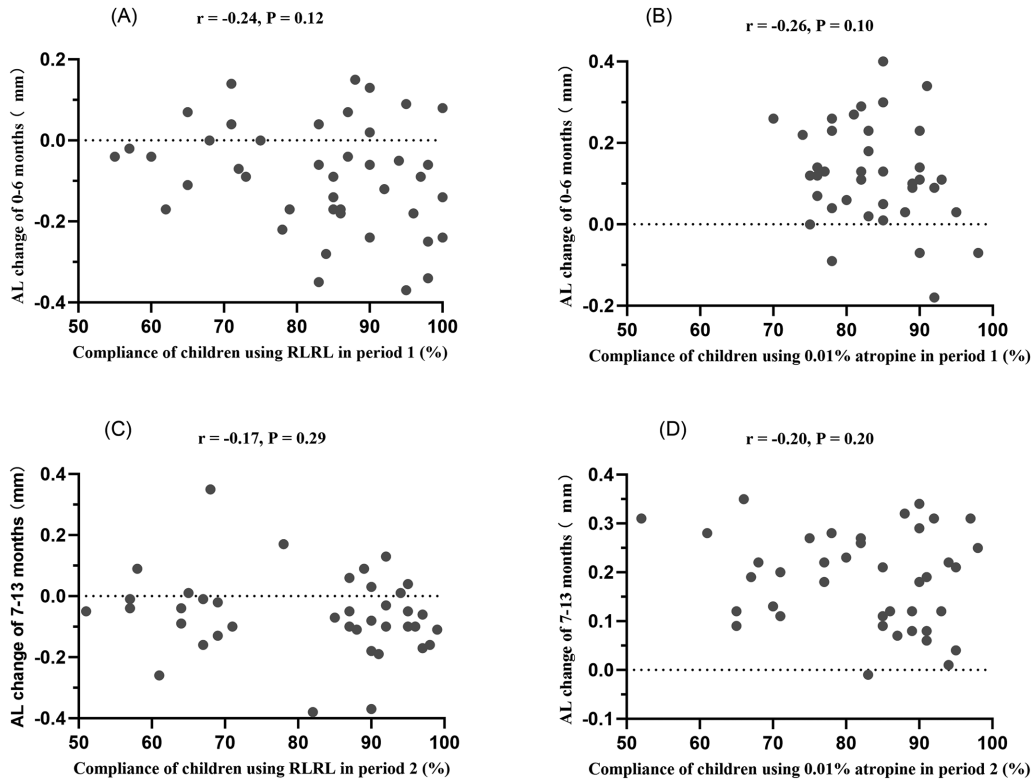 (A)
r = -0.24, P = 0.12
AL change of 0-6 months ( mm)
0.2
0.0
-0.2
-0.4
50 60 70 80 90 100
Compliance of children using RLRL in period 1 (%)
(B)
r = -0.26, P = 0.10
AL change of 0-6 months ( mm)
0.4
0.2
0.0
-0.2
50 60 70 80 90 100
Compliance of children using 0.01% atropine in period 1 (%)
(C)
r = -0.17, P = 0.29
AL change of 7-13 months (mm)
0.4
0.2
0.0
-0.2
-0.4
50 60 70 80 90 100
Compliance of children using RLRL in period 2 (%)
(D)
r = -0.20, P = 0.20
AL change of 7-13 months ( mm)
0.4
0.3
0.2
0.1
0.0
-0.1
50 60 70 80 90 100
Compliance of children using 0.01% atropine in period 2 (%)